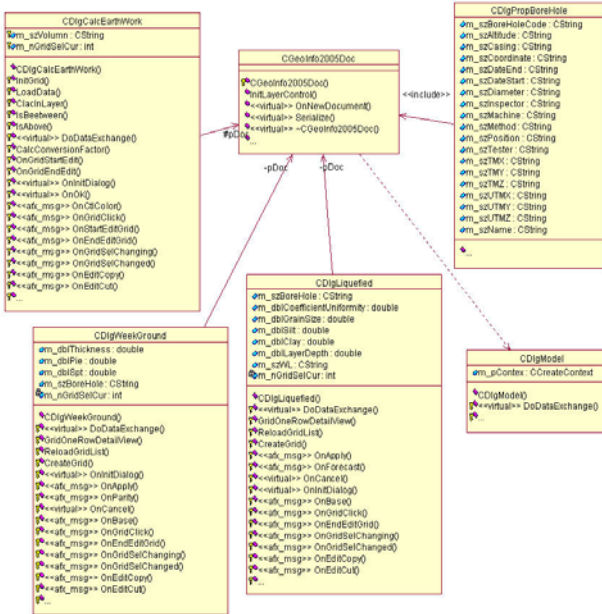 CDlgCalcEarthWork
m_szVolumn : CString
m_nGridSelCur : int
CDlgCalcEarthWork()
InitGrid()
LoadData()
ClacInLayer()
IsBeetween()
IsAbove()
<<virtual>> DoDataExchange()
CalcConversionFactor()
OnGridStartEdit()
OnGridEndEdit()
<<virtual>> OnInitDialog()
<<virtual>> OnOk()
<<afx_msg>> OnCtlColor()
<<afx_msg>> OnGridClick()
<<afx_msg>> OnStartEditGrid()
<<afx_msg>> OnEndEditGrid()
<<afx_msg>> OnGridSelChanging()
<<afx_msg>> OnGridSelChanged()
<<afx_msg>> OnEditCopy()
<<afx_msg>> OnEditCut()
...
#pDoc
CGeoInfo2005Doc
CGeoInfo2005Doc()
InitLayerControl()
<<virtual>> OnNewDocument()
<<virtual>> Serialize()
<<virtual>> ~CGeoInfo2005Doc()
...
-pDoc
-pDoc
<<include>>
CDlgPropBoreHole
m_szBoreHoleCode : CString
m_szAltitude : CString
m_szCasing : CString
m_szCoordinate : CString
m_szDateEnd : CString
m_szDateStart : CString
m_szDiameter : CString
m_szInspector : CString
m_szMachine : CString
m_szMethod : CString
m_szPosition : CString
m_szTester : CString
m_szTMX : CString
m_szTMY : CString
m_szTMZ : CString
m_szUTMX : CString
m_szUTMY : CString
m_szUTMZ : CString
m_szName : CString
...
CDlgWeekGround
m_dblThickness : double
m_dblPie : double
m_dblSpt : double
m_szBoreHole : CString
m_nGridSelCur : int
CDlgWeekGround()
<<virtual>> DoDataExchange()
GridOneRowDetailView()
ReloadGridList()
CreateGrid()
<<virtual>> OnInitDialog()
<<afx_msg>> OnApply()
<<afx_msg>> OnParity()
<<virtual>> OnCancel()
<<afx_msg>> OnBase()
<<afx_msg>> OnGridClick()
<<afx_msg>> OnEndEditGrid()
<<afx_msg>> OnGridSelChanging()
<<afx_msg>> OnGridSelChanged()
<<afx_msg>> OnEditCopy()
<<afx_msg>> OnEditCut()
...
CDlgLiquefied
m_szBoreHole : CString
m_dblCoefficientUniformity : double
m_dblGrainSize : double
m_dblSilt : double
m_dblClay : double
m_dblLayerDepth : double
m_szWL : CString
m_nGridSelCur : int
CDlgLiquefied()
<<virtual>> DoDataExchange()
GridOneRowDetailView()
ReloadGridList()
CreateGrid()
<<afx_msg>> OnApply()
<<afx_msg>> OnForecast()
<<virtual>> OnCancel()
<<virtual>> OnInitDialog()
<<afx_msg>> OnBase()
<<afx_msg>> OnGridClick()
<<afx_msg>> OnEndEditGrid()
<<afx_msg>> OnGridSelChanging()
<<afx_msg>> OnGridSelChanged()
<<afx_msg>> OnEditCopy()
<<afx_msg>> OnEditCut()
...
CDlgModel
m_pContex : CCreateContext
CDlgModel()
<<virtual>> DoDataExchange()
...